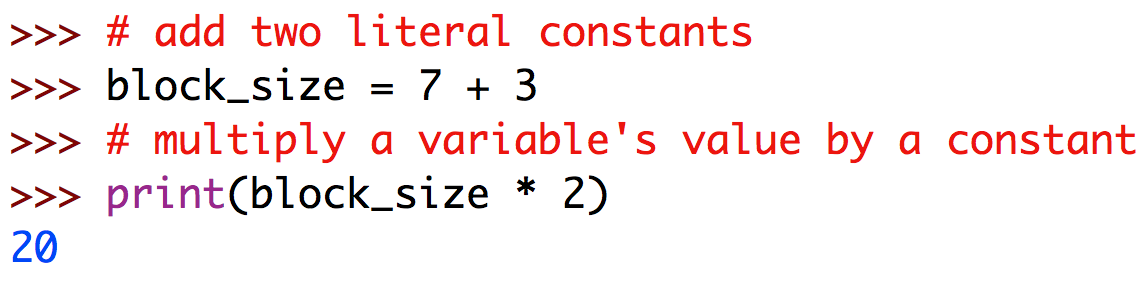 >>> # add two literal constants
>>> block_size = 7 + 3
>>> # multiply a variable's value by a constant
>>> print(block_size * 2)
20